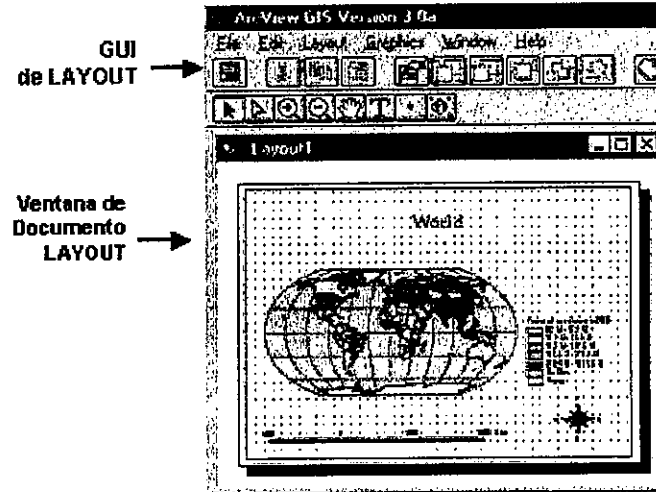 ArcView GIS Version 3.0a
File Edit Layout Graphics Window Help
GUI
de LAYOUT
Layout1
Ventana de
Documento
LAYOUT
World